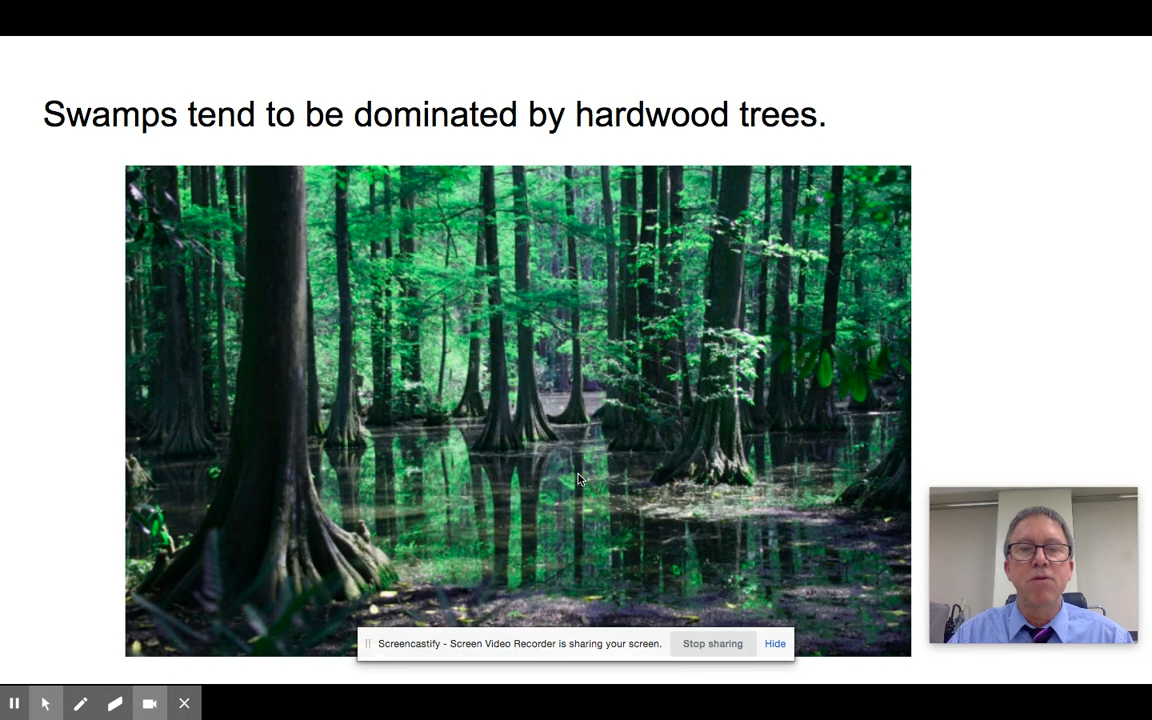 Swamps tend to be dominated by hardwood trees.
Screencastify - Screen Video Recorder is sharing your screen. Stop sharing Hide